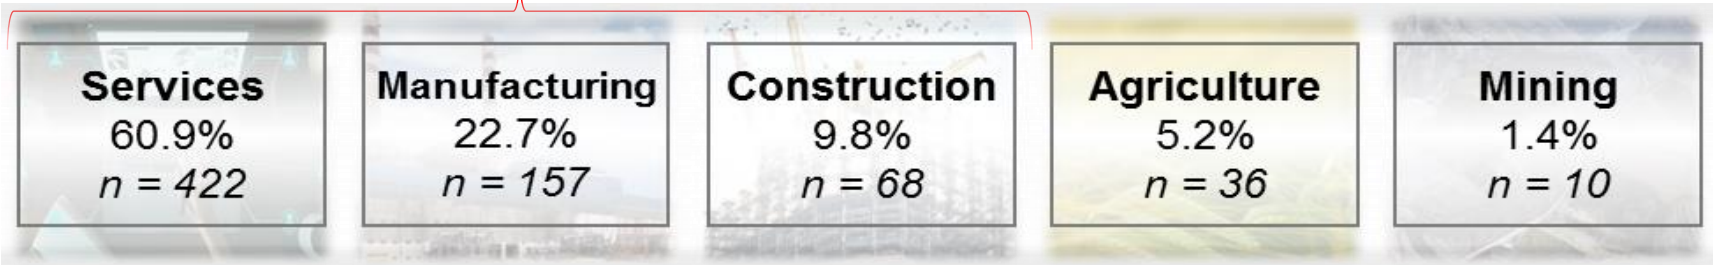 Services
60.9%
n = 422
Manufacturing
22.7%
n = 157
Construction
9.8%
n = 68
Agriculture
5.2%
n = 36
Mining
1.4%
n = 10